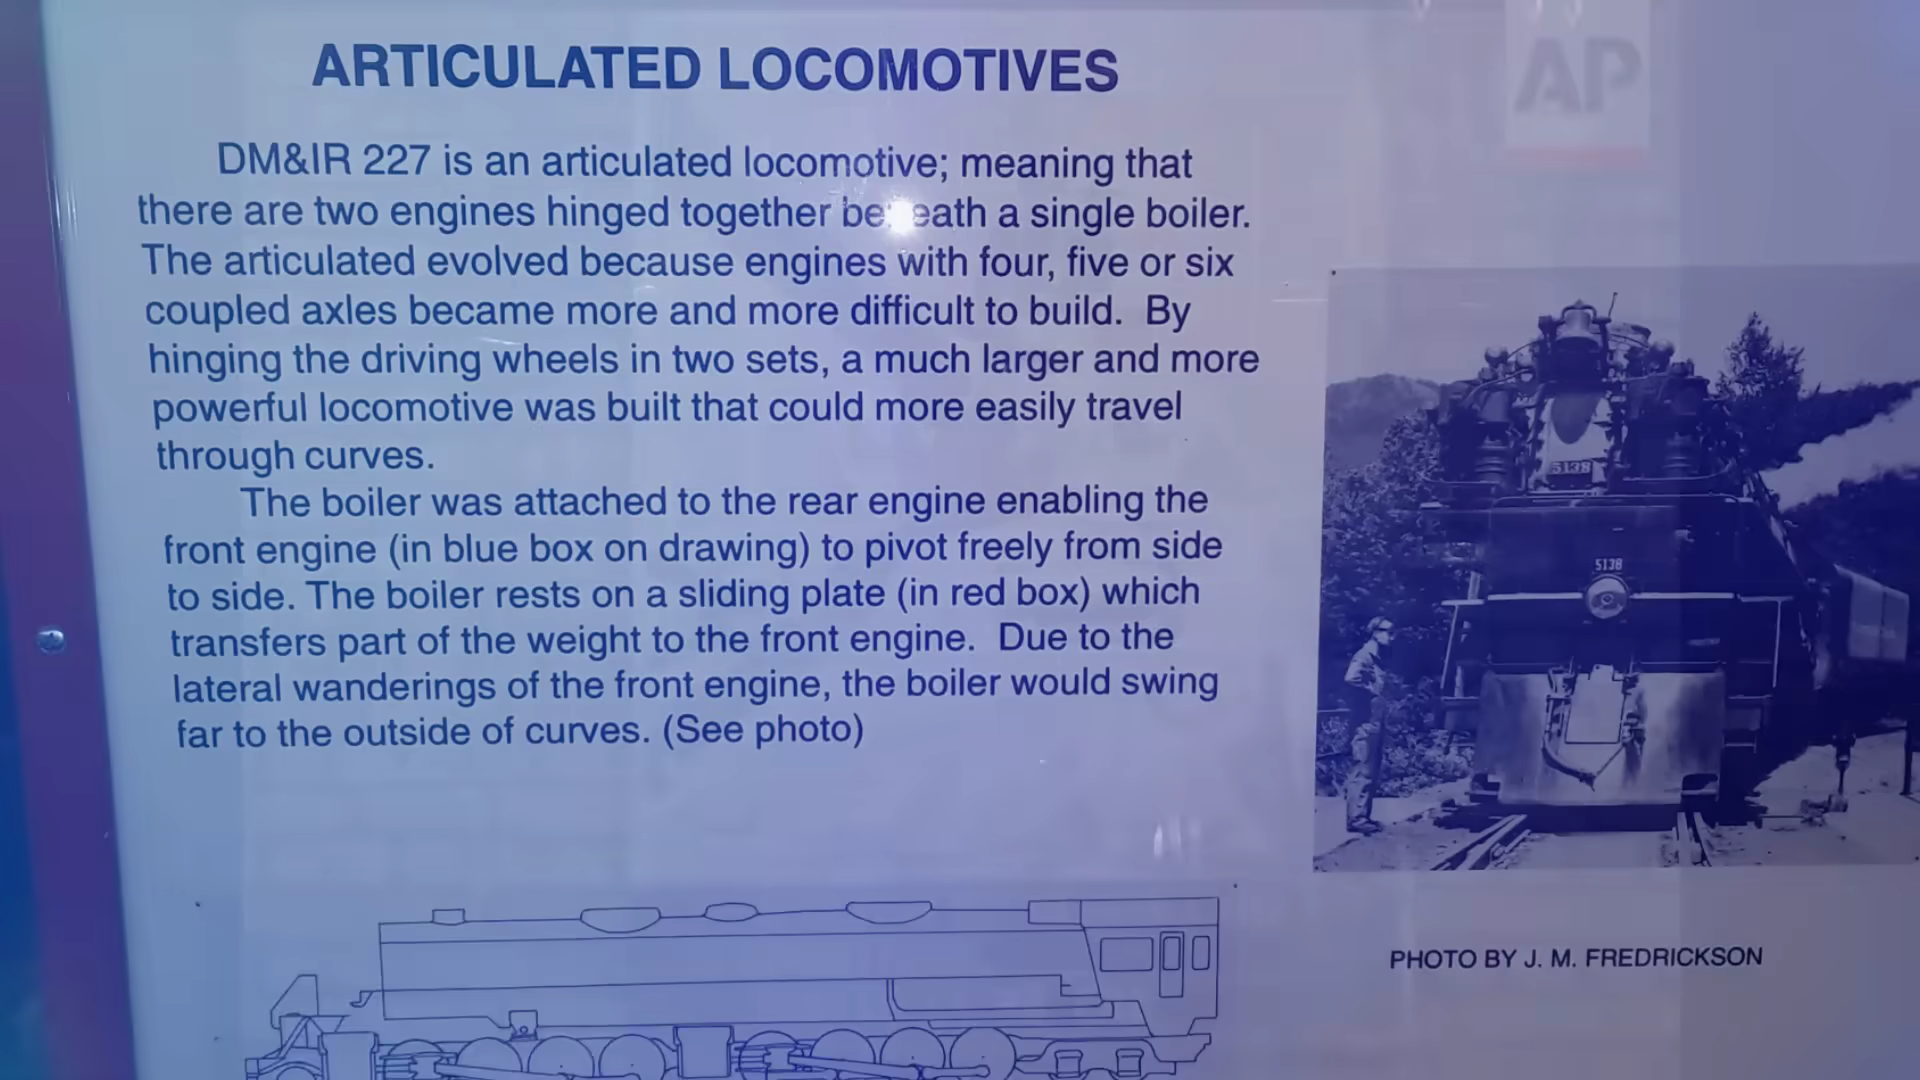 ARTICULATED LOCOMOTIVES
AP
DM&IR 227 is an articulated locomotive; meaning that
there are two engines hinged together beneath a single boiler.
The articulated evolved because engines with four, five or six
coupled axles became more and more difficult to build. By
hinging the driving wheels in two sets, a much larger and more
powerful locomotive was built that could more easily travel
through curves.
The boiler was attached to the rear engine enabling the
front engine (in blue box on drawing) to pivot freely from side
to side. The boiler rests on a sliding plate (in red box) which
transfers part of the weight to the front engine. Due to the
lateral wanderings of the front engine, the boiler would swing
far to the outside of curves. (See photo)
5138
5138
PHOTO BY J. M. FREDRICKSON